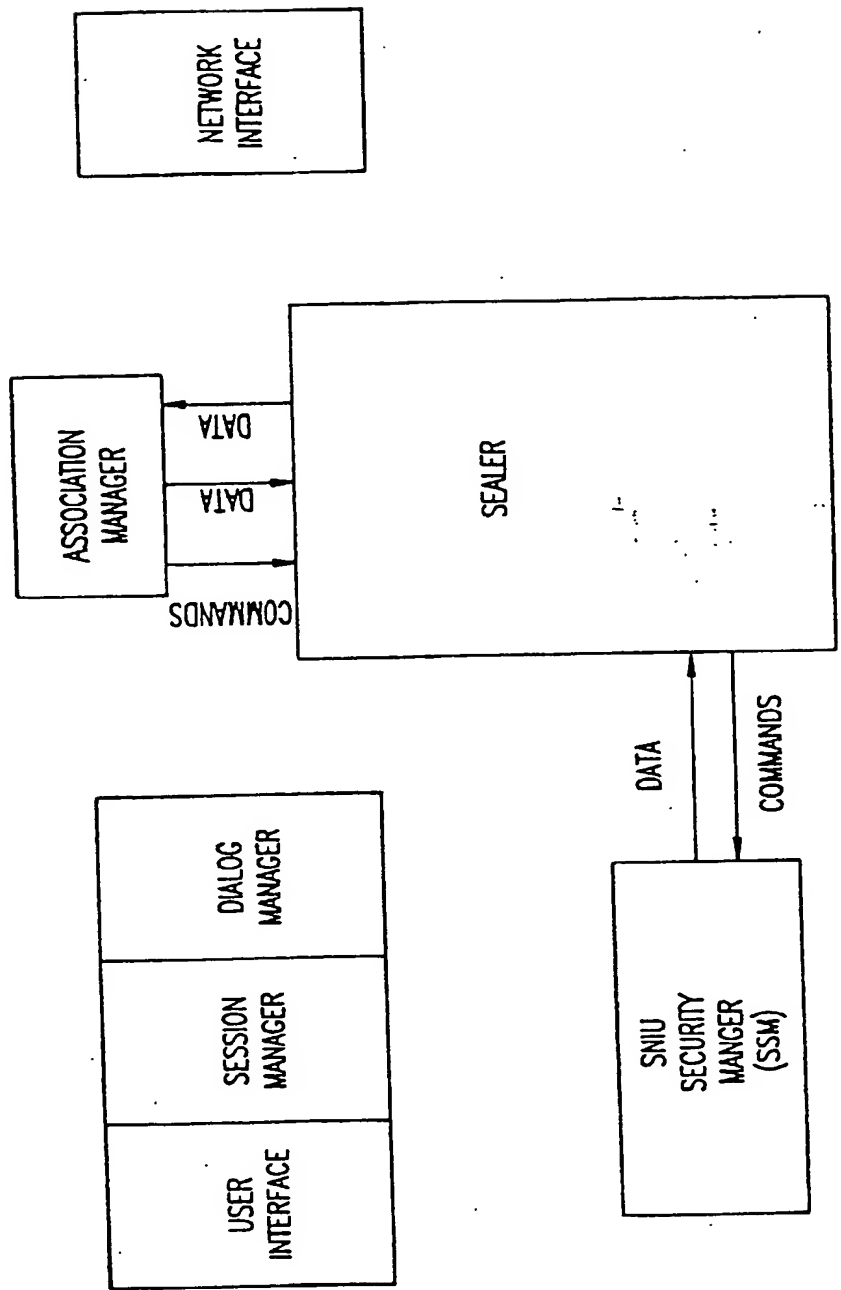 USER
INTERFACE
SESSION
MANAGER
DIALOG
MANAGER
ASSOCIATION
MANAGER
NETWORK
INTERFACE
COMMANDS
DATA
DATA
SEALER
DATA
COMMANDS
SNIU
SECURITY
MANGER
(SSM)